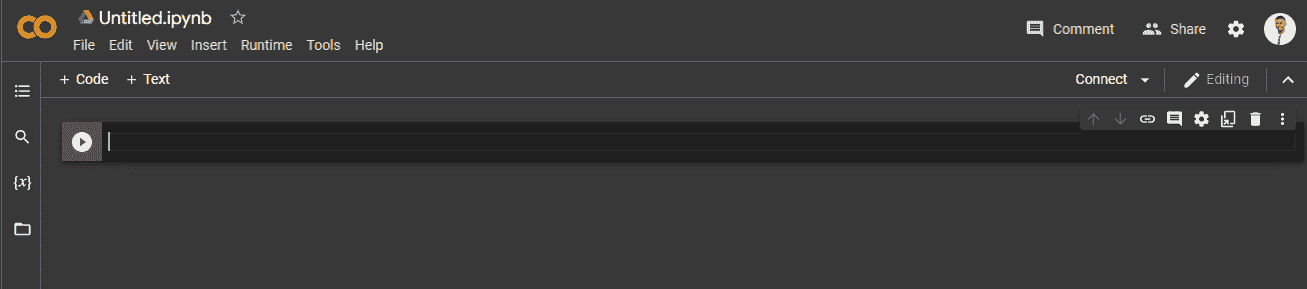 Untitled.ipynb
File Edit View Insert Runtime Tools Help
Comment Share
+ Code + Text
Connect Editing
{x}